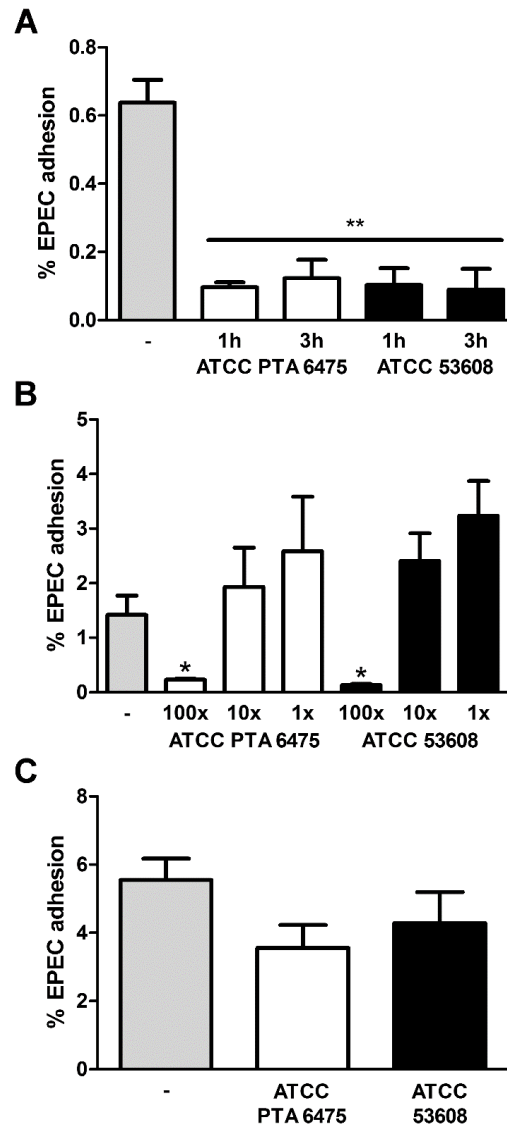 A
% EPEC adhesion
0.8
0.6
0.4
0.2
0.0
**
- 1h 3h 1h 3h
ATCC PTA 6475 ATCC 53608
B
% EPEC adhesion
5
4
3
2
1
0
* *
- 100x 10x 1x 100x 10x 1x
ATCC PTA 6475 ATCC 53608
C
% EPEC adhesion
8
6
4
2
0
- ATCC ATCC
PTA 6475 53608